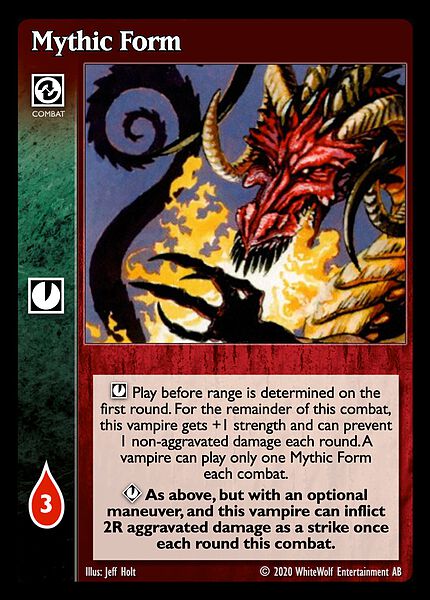 Mythic Form
COMBAT
Play before range is determined on the
first round. For the remainder of this combat,
this vampire gets +1 strength and can prevent
1 non-aggravated damage each round. A
vampire can play only one Mythic Form
each combat.
As above, but with an optional
maneuver, and this vampire can inflict
2R aggravated damage as a strike once
each round this combat.
3
Illus: Jeff Holt © 2020 WhiteWolf Entertainment AB